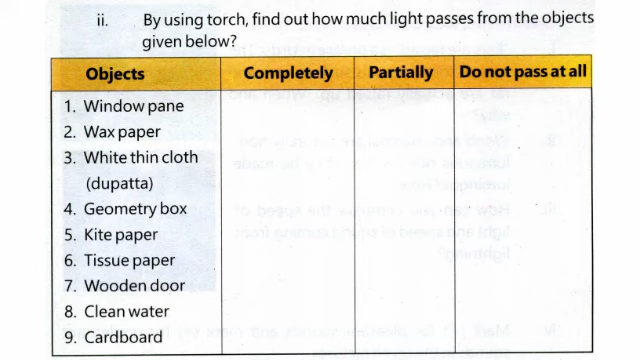 ii. By using torch, find out how much light passes from the objects
given below?
Objects Completely Partially Do not pass at all
1. Window pane
2. Wax paper
3. White thin cloth
(dupatta)
4. Geometry box
5. Kite paper
6. Tissue paper
7. Wooden door
8. Clean water
9. Cardboard